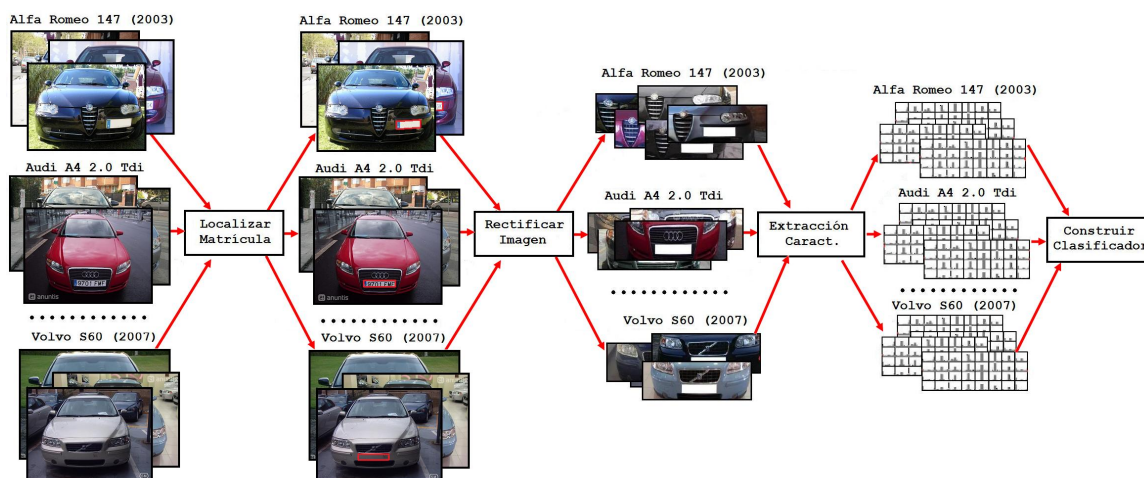 Alfa Romeo 147 (2003)
Audi A4 2.0 Tdi
9701 FWF
anuntis
Volvo S60 (2007)
Localizar
Matrícula
Alfa Romeo 147 (2003)
Audi A4 2.0 Tdi
anuntis
Volvo S60 (2007)
Rectificar
Imagen
Alfa Romeo 147 (2003)
Audi A4 2.0 Tdi
Volvo S60 (2007)
Extracción
Caract.
Alfa Romeo 147 (2003)
Audi A4 2.0 Tdi
Volvo S60 (2007)
Construir
Clasificador